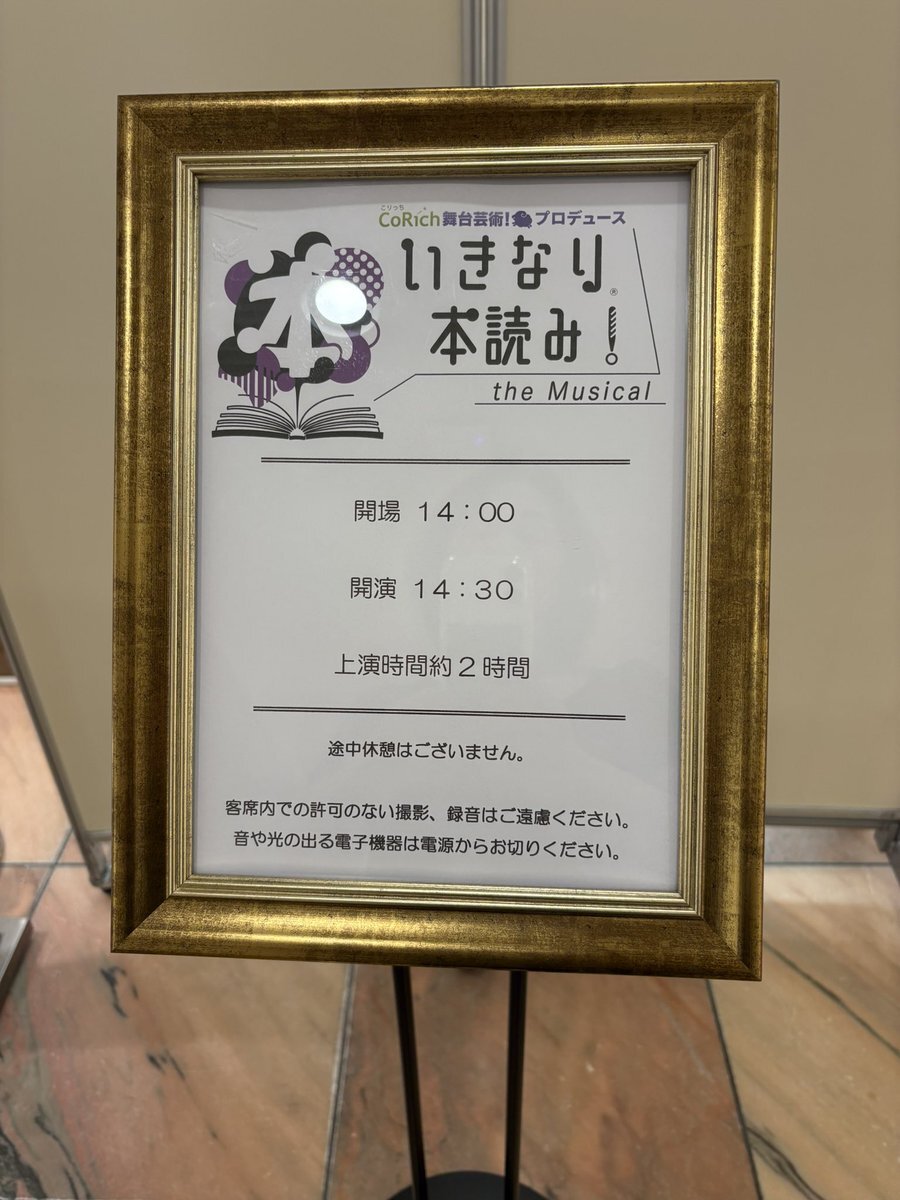 こりっち
CoRich舞台芸術!プロデュース
いきなり®
本読み!
the Musical
本
開場 14:00
開演 14:30
上演時間約2時間
途中休憩はございません。
客席内での許可のない撮影、録音はご遠慮ください。
音や光の出る電子機器は電源からお切りください。